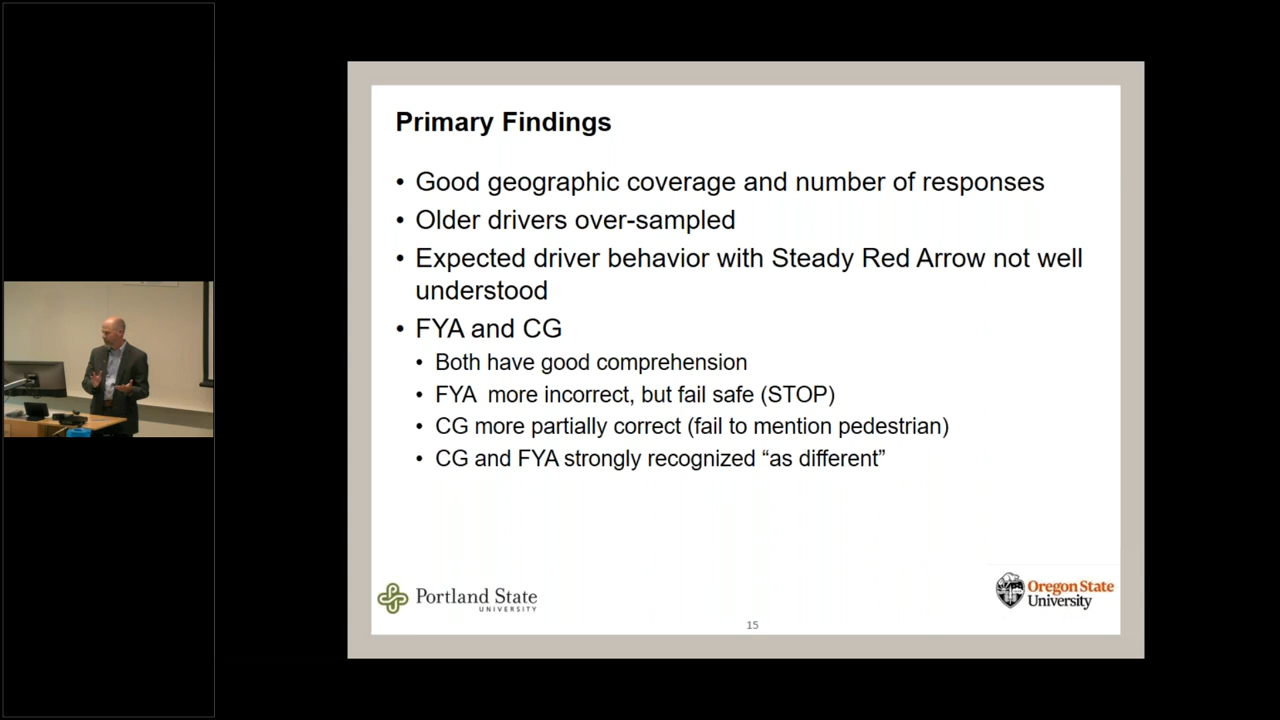 Primary Findings
• Good geographic coverage and number of responses
• Older drivers over-sampled
• Expected driver behavior with Steady Red Arrow not well
understood
• FYA and CG
• Both have good comprehension
• FYA more incorrect, but fail safe (STOP)
• CG more partially correct (fail to mention pedestrian)
• CG and FYA strongly recognized “as different”
Portland State
UNIVERSITY
Oregon State
University
15